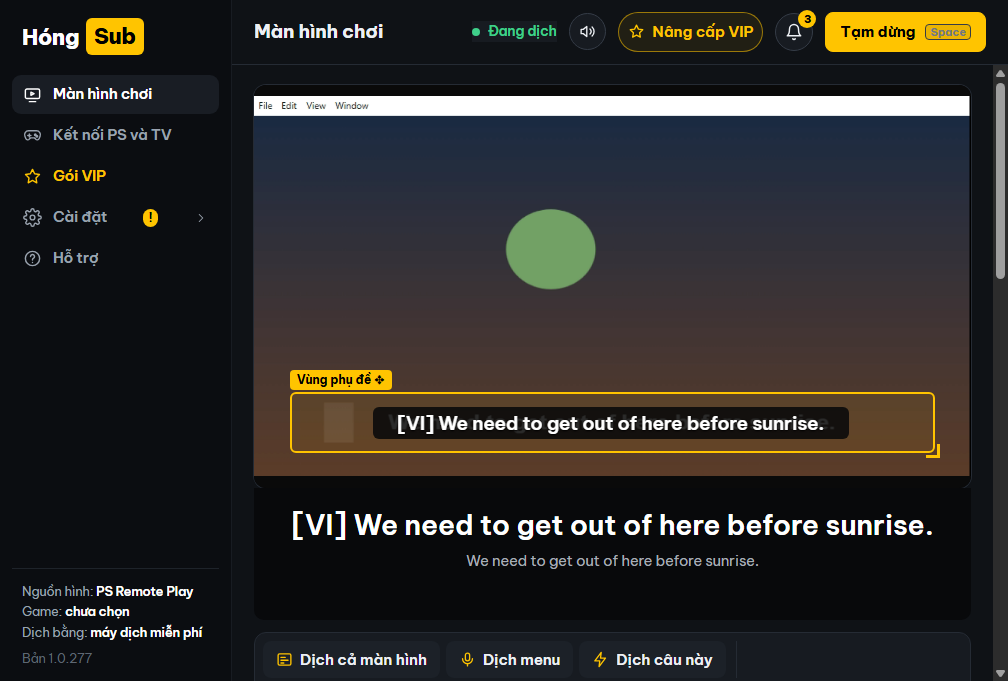 Hóng Sub
Màn hình chơi
Kết nối PS và TV
Gói VIP
Cài đặt !
Hỗ trợ
Nguồn hình: PS Remote Play
Game: chưa chọn
Dịch bằng: máy dịch miễn phí
Bản 1.0.277
Màn hình chơi
Đang dịch
Nâng cấp VIP
3
Tạm dừng Space
File Edit View Window
Vùng phụ đề
[VI] We need to get out of here before sunrise.
[VI] We need to get out of here before sunrise.
We need to get out of here before sunrise.
Dịch cả màn hình
Dịch menu
Dịch câu này